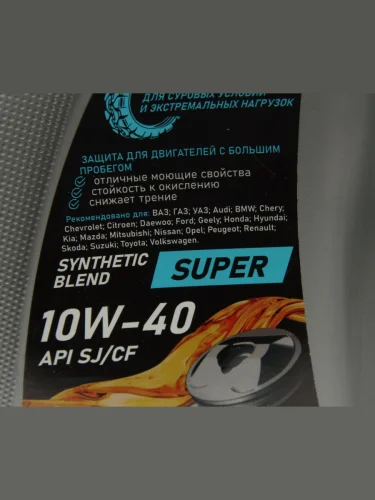 ДЛЯ СУРОВЫХ УСЛОВИЙ
И ЭКСТРЕМАЛЬНЫХ НАГРУЗОК
ЗАЩИТА ДЛЯ ДВИГАТЕЛЕЙ С БОЛЬШИМ
ПРОБЕГОМ
отличные моющие свойства
стойкость к окислению
снижает трение
Рекомендовано для: ВАЗ; ГАЗ; УАЗ; Audi; BMW; Chery;
Chevrolet; Citroen; Daewoo; Ford; Geely; Honda; Hyundai;
Kia; Mazda; Mitsubishi; Nissan; Opel; Peugeot; Renault;
Skoda; Suzuki; Toyota; Volkswagen.
SYNTHETIC
BLEND
SUPER
10W-40
API SJ/CF